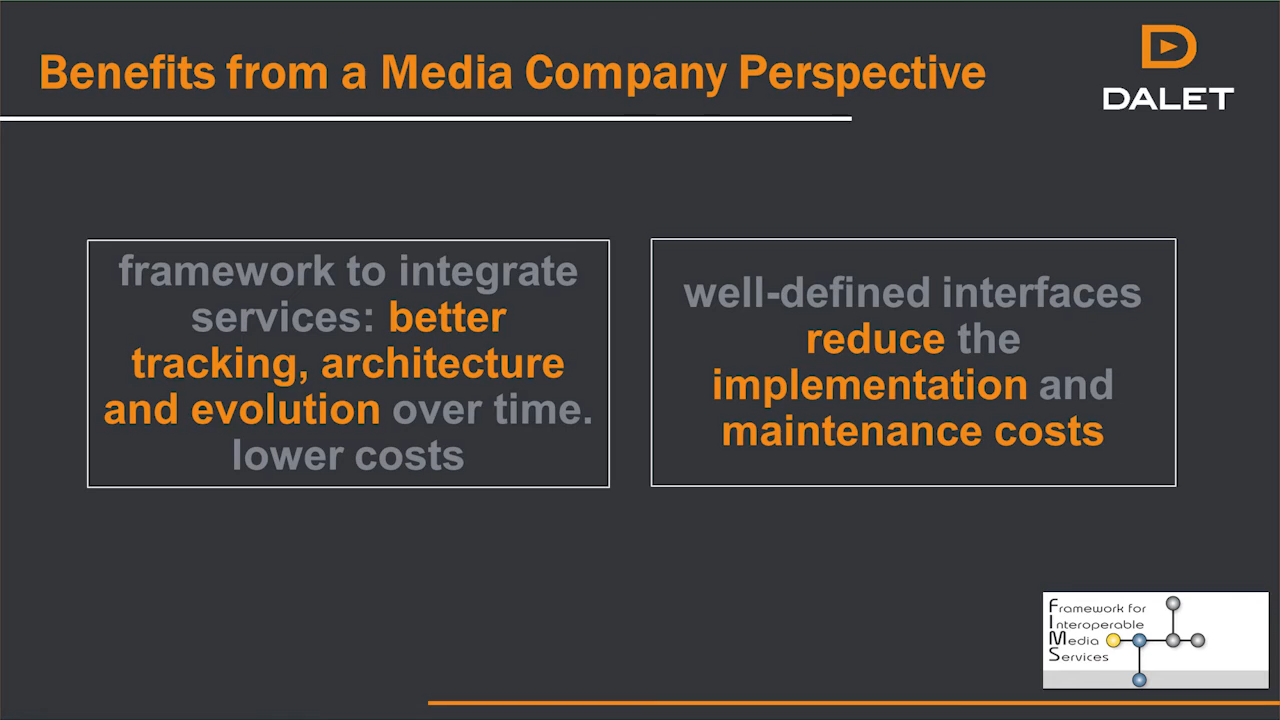 Benefits from a Media Company Perspective
DALET
framework to integrate
services: better
tracking, architecture
and evolution over time.
lower costs
well-defined interfaces
reduce the
implementation and
maintenance costs
Framework for
Interoperable
Media
Services